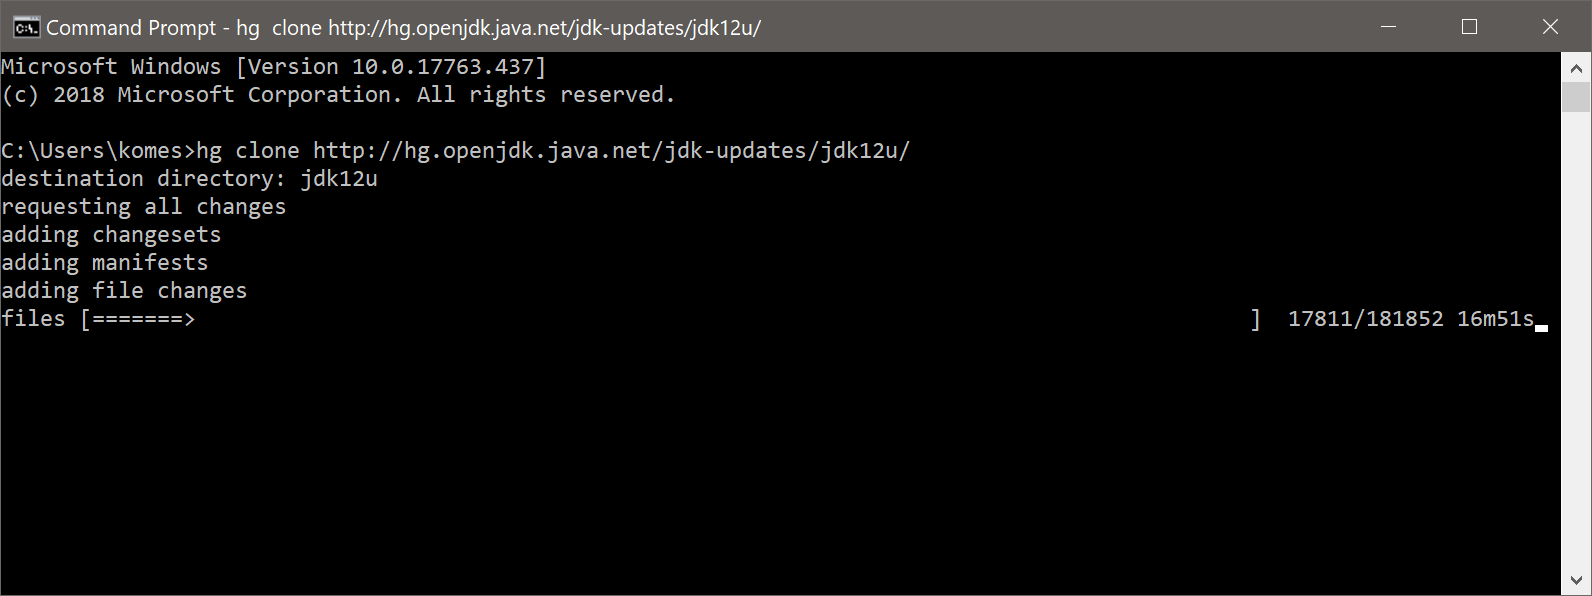 Command Prompt - hg  clone http://hg.openjdk.java.net/jdk-updates/jdk12u/
Microsoft Windows [Version 10.0.17763.437]
(c) 2018 Microsoft Corporation. All rights reserved.
C:\Users\komes>hg clone http://hg.openjdk.java.net/jdk-updates/jdk12u/
destination directory: jdk12u
requesting all changes
adding changesets
adding manifests
adding file changes
files [=======>                                                                                 ]  17811/181852 16m51s